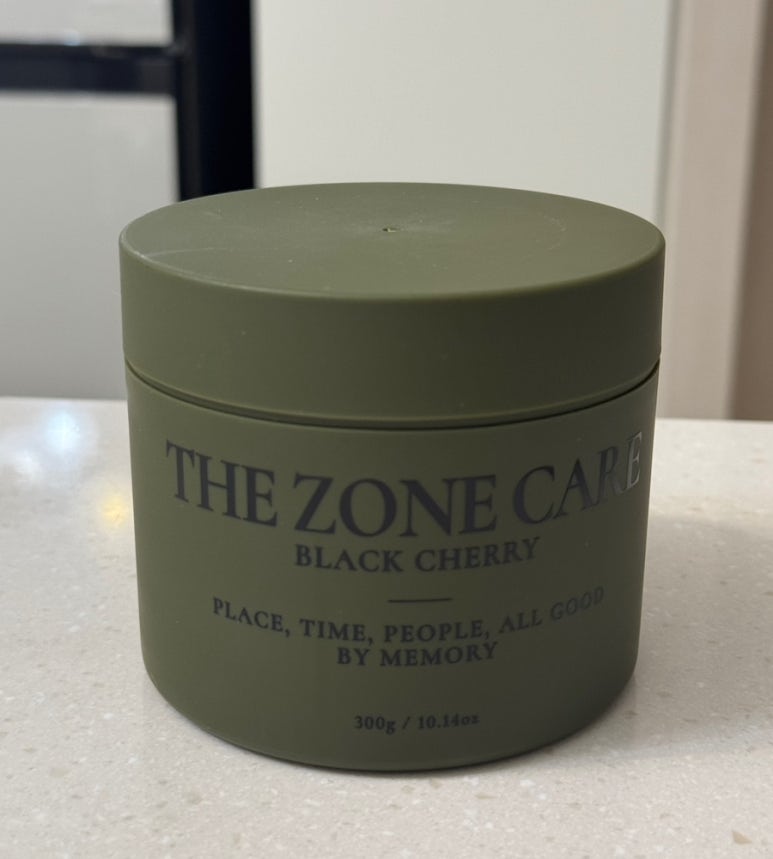 THE ZONE CARE
BLACK CHERRY
PLACE, TIME, PEOPLE, ALL GOOD
BY MEMORY
300g / 10.14oz